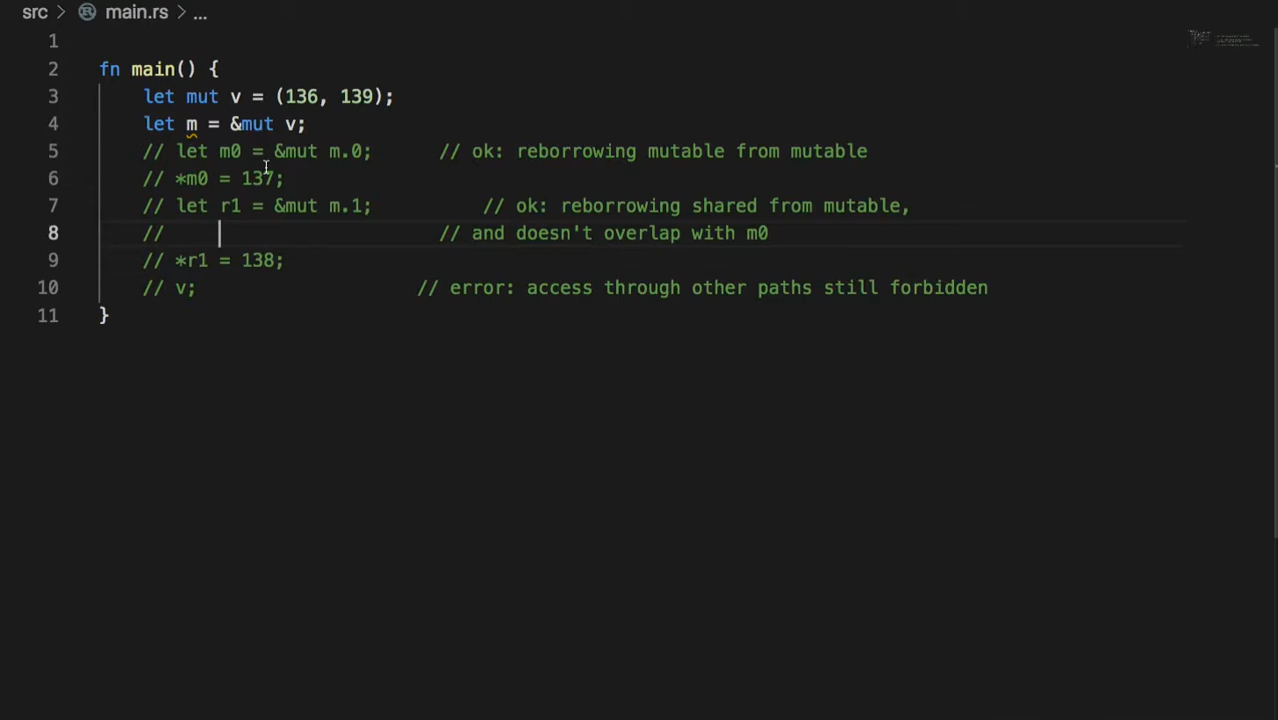 src > main.rs > ...
1
2 fn main() {
3 let mut v = (136, 139);
4 let m = &mut v;
5 // let m0 = &mut m.0; // ok: reborrowing mutable from mutable
6 // *m0 = 137;
7 // let r1 = &mut m.1; // ok: reborrowing shared from mutable,
8 // // and doesn't overlap with m0
9 // *r1 = 138;
10 // v; // error: access through other paths still forbidden
11 }